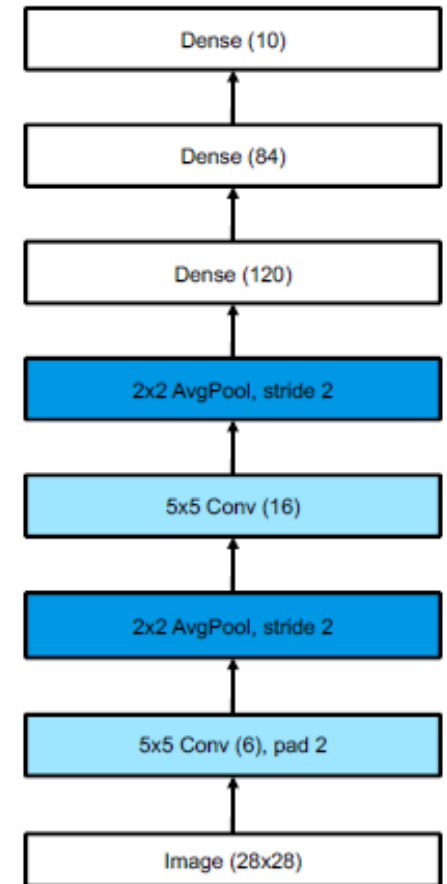 Dense (10)
Dense (84)
Dense (120)
2x2 AvgPool, stride 2
5x5 Conv (16)
2x2 AvgPool, stride 2
5x5 Conv (6), pad 2
Image (28x28)